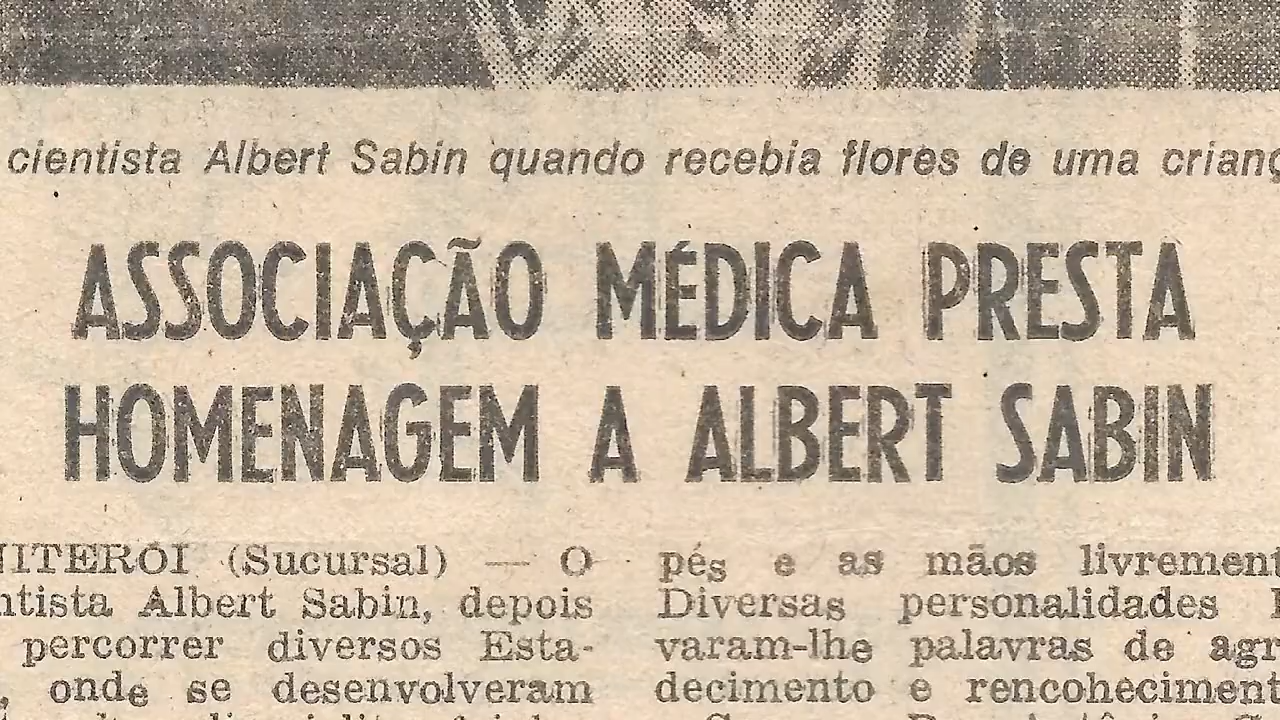 cientista Albert Sabin quando recebia flores de uma crianç
ASSOCIAÇÃO MÉDICA PRESTA
HOMENAGEM A ALBERT SABIN
NITERÓI (Sucursal) — O
ntista Albert Sabin, depois
percorrer diversos Esta-
, onde se desenvolveram
pés e as mãos livrement
Diversas personalidades
varam-lhe palavras de agr
decimento e rencoheciment